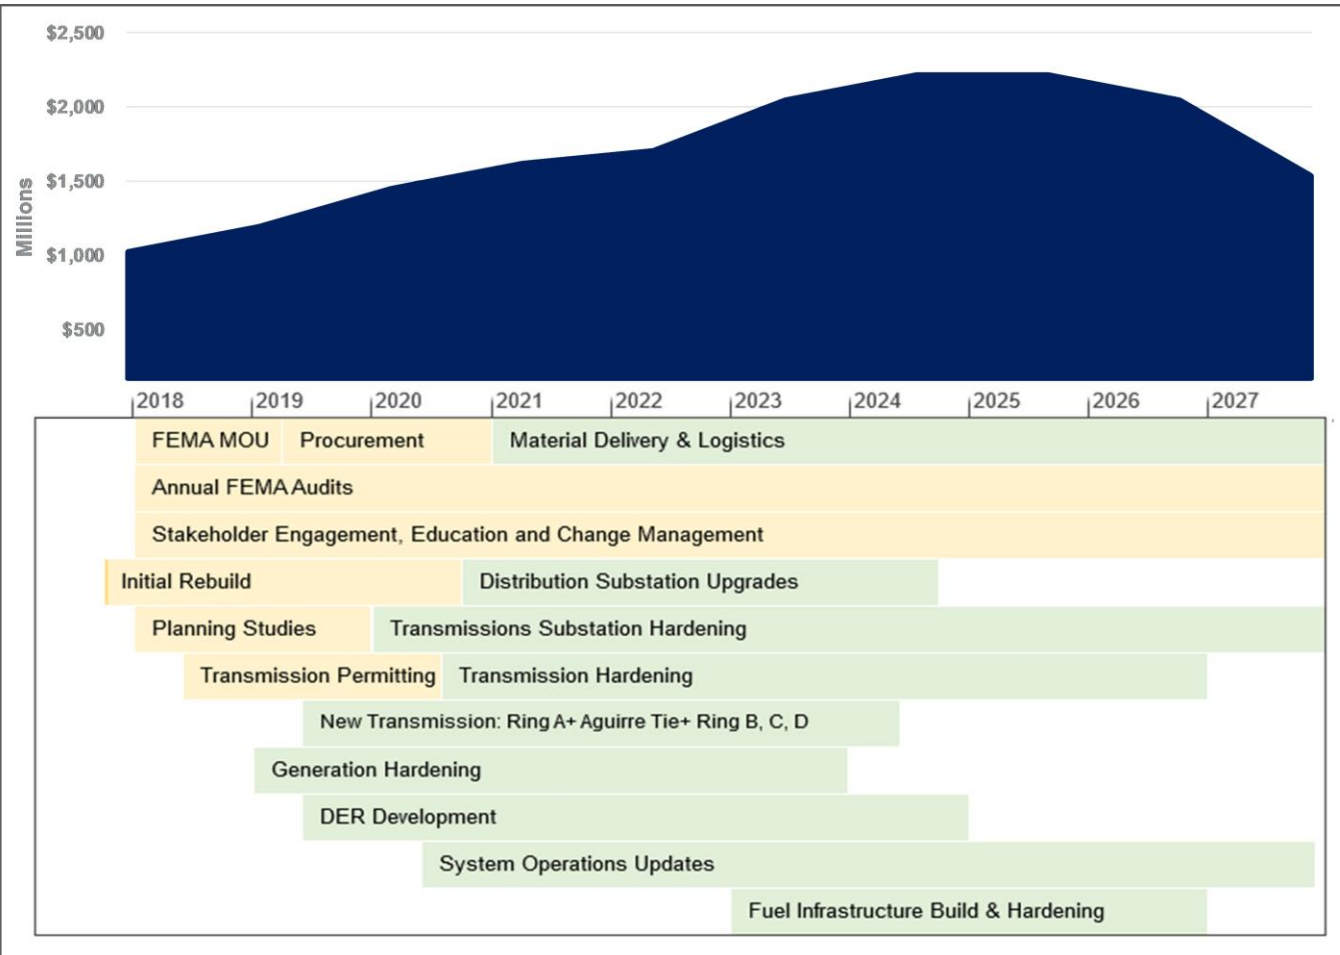 $2,500
$2,000
$1,500
$1,000
$500
Millions
2018 2019 2020 2021 2022 2023 2024 2025 2026 2027
FEMA MOU Procurement Material Delivery & Logistics
Annual FEMA Audits
Stakeholder Engagement, Education and Change Management
Initial Rebuild Distribution Substation Upgrades
Planning Studies Transmissions Substation Hardening
Transmission Permitting Transmission Hardening
New Transmission: Ring A+ Aguirre Tie+ Ring B, C, D
Generation Hardening
DER Development
System Operations Updates
Fuel Infrastructure Build & Hardening